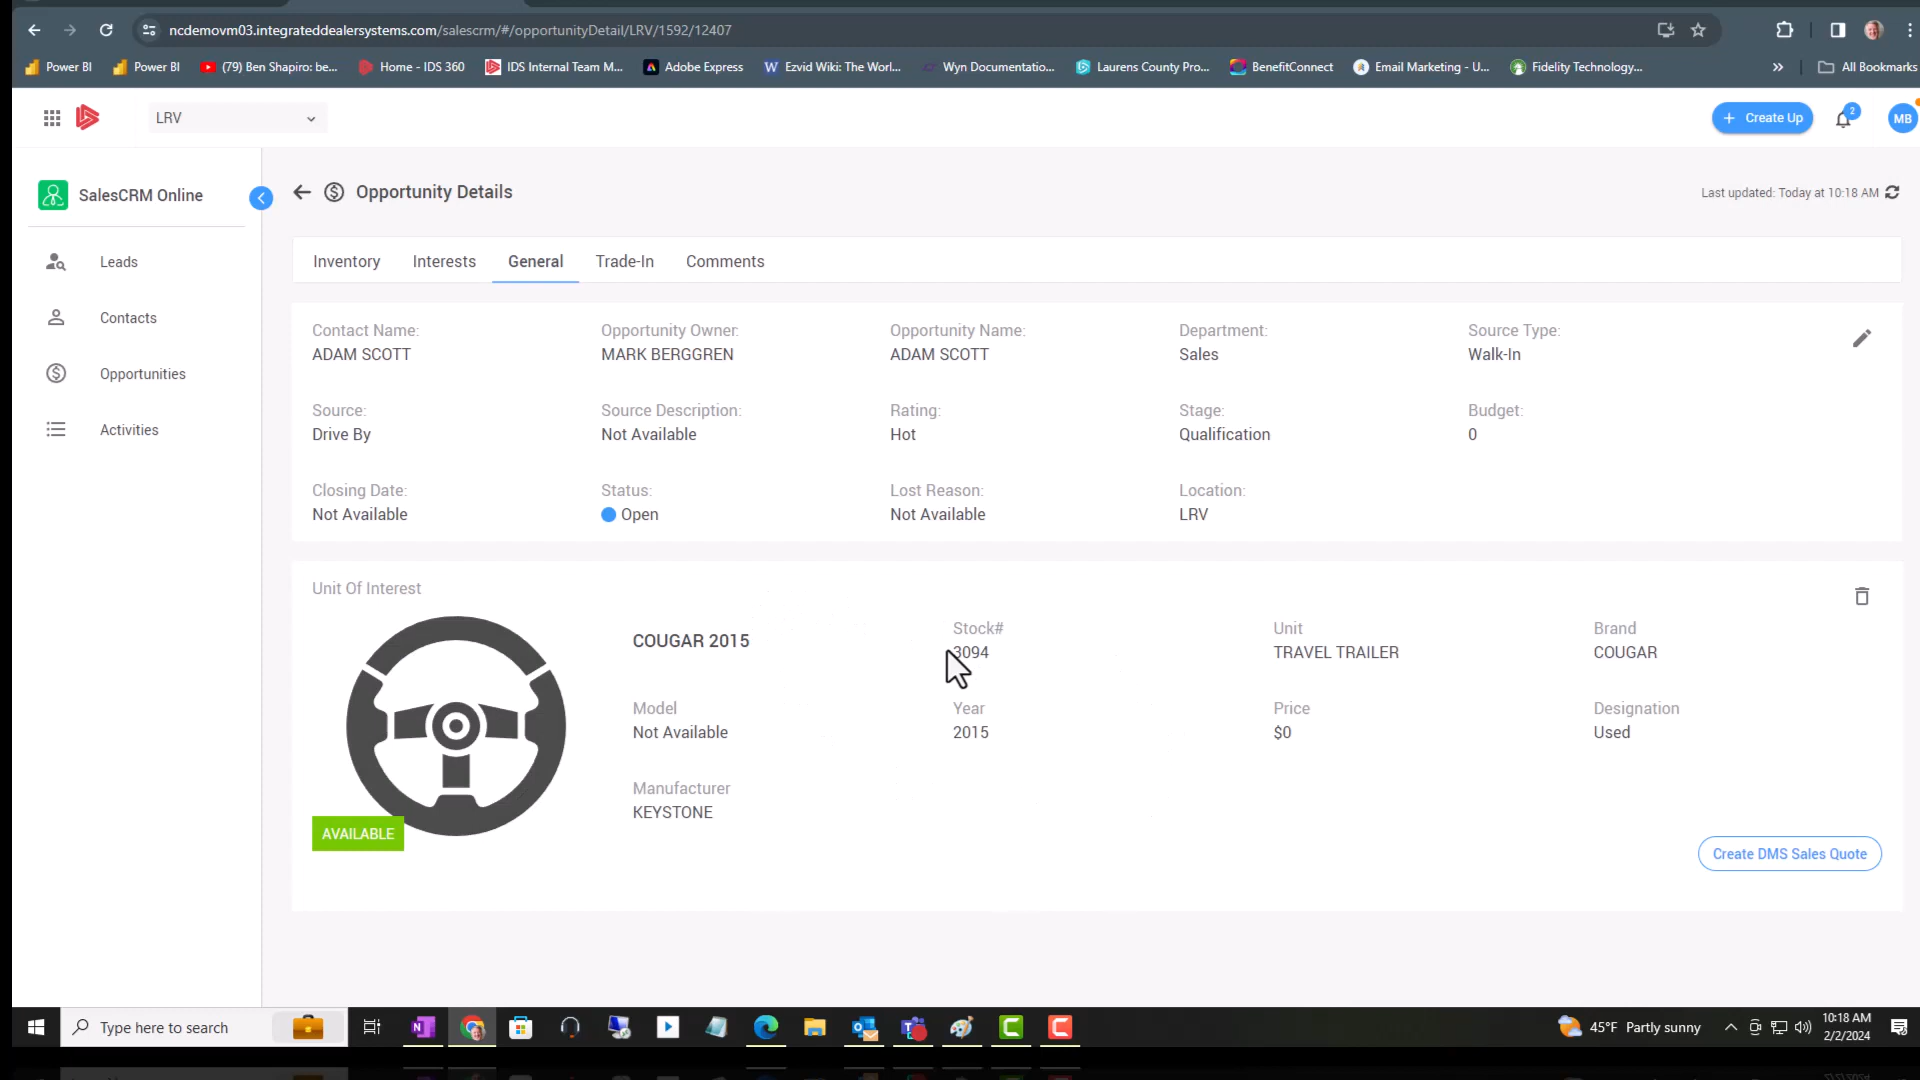 ncdemovm03.integrateddealersystems.com/salescrm/#/opportunityDetail/LRV/1592/12407
Power BI Power BI (79) Ben Shapiro: be... Home - IDS 360 IDS Internal Team M... Adobe Express Ezvid Wiki: The Worl... Wyn Documentatio... Laurens County Pro... BenefitConnect Email Marketing - U... Fidelity Technology... » All Bookmarks
LRV + Create Up 2 MB
SalesCRM Online
Leads
Contacts
Opportunities
Activities
Opportunity Details Last updated: Today at 10:18 AM
Inventory Interests General Trade-In Comments
Contact Name: Opportunity Owner: Opportunity Name: Department: Source Type:
ADAM SCOTT MARK BERGGREN ADAM SCOTT Sales Walk-In
Source: Source Description: Rating: Stage: Budget:
Drive By Not Available Hot Qualification 0
Closing Date: Status: Lost Reason: Location:
Not Available Open Not Available LRV
Unit Of Interest
COUGAR 2015
Stock# Unit Brand
3094 TRAVEL TRAILER COUGAR
Model Year Price Designation
Not Available 2015 $0 Used
Manufacturer
KEYSTONE
AVAILABLE
Create DMS Sales Quote
Type here to search 45°F Partly sunny 10:18 AM
2/2/2024